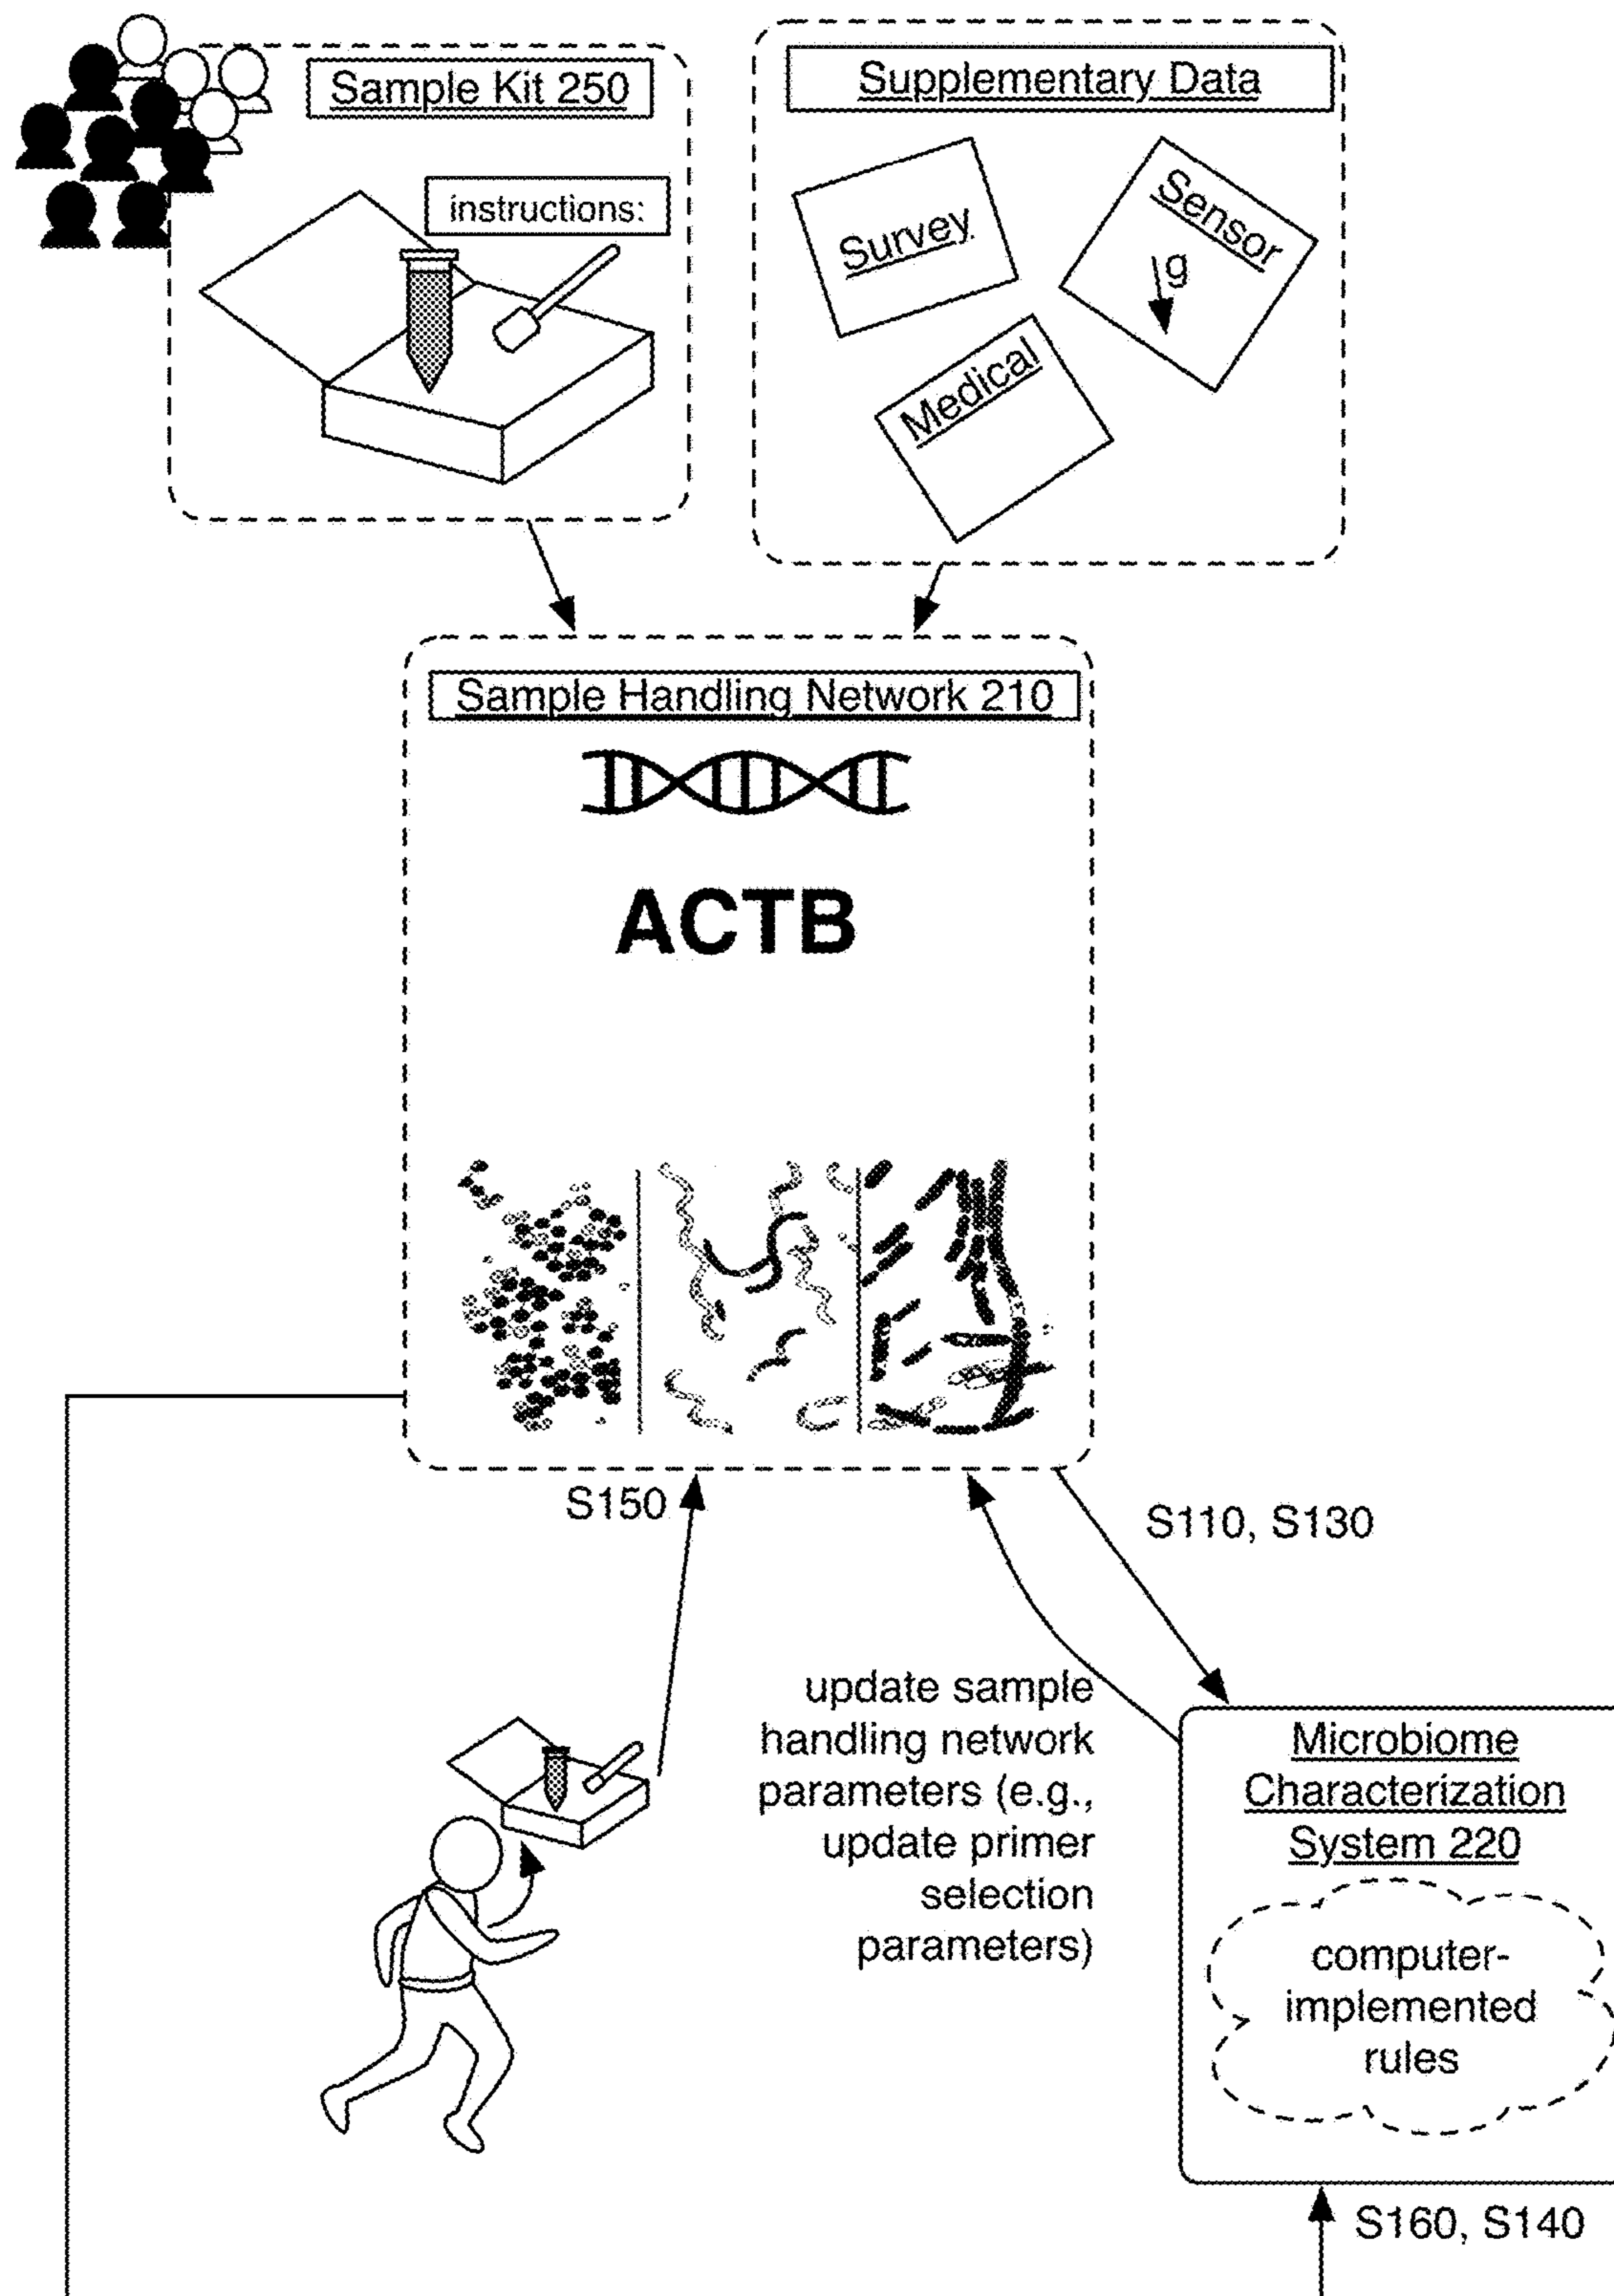 Sample Kit 250
instructions:
Supplementary Data
Survey
Sensor
g
Medical
Sample Handling Network 210
ACTB
S150
S110, S130
update sample
handling network
parameters (e.g.,
update primer
selection
parameters)
Microbiome
Characterization
System 220
computer-
implemented
rules
S160, S140